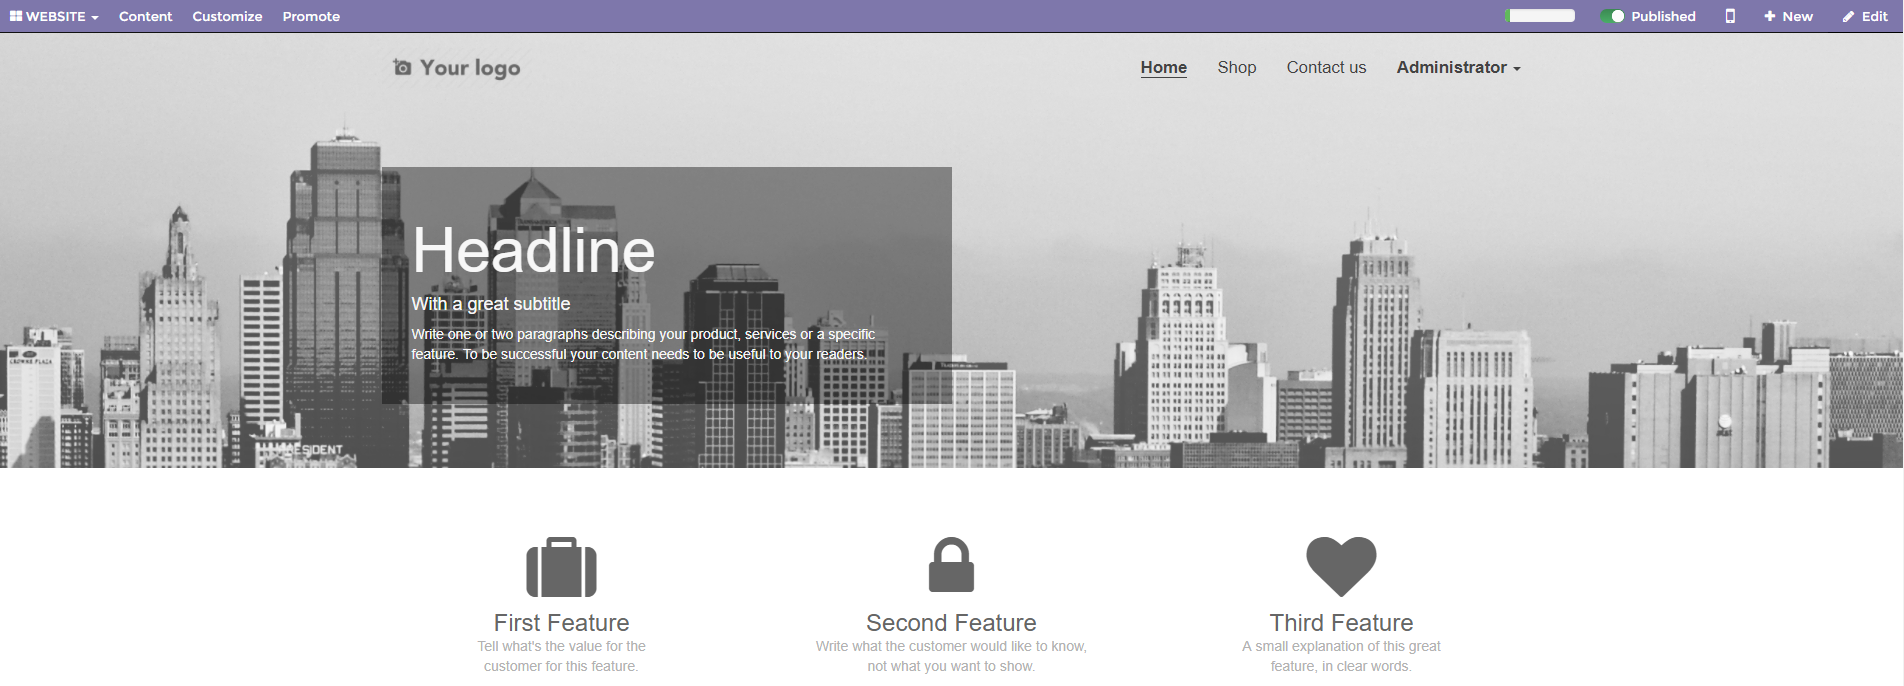 WEBSITE Content Customize Promote Published New Edit
Your logo Home Shop Contact us Administrator
Headline
With a great subtitle
Write one or two paragraphs describing your product, services or a specific
feature. To be successful your content needs to be useful to your readers.
CROWNE PLAZA
PRESIDENT
at&t
First Feature Second Feature Third Feature
Tell what's the value for the Write what the customer would like to know, A small explanation of this great
customer for this feature. not what you want to show. feature, in clear words.